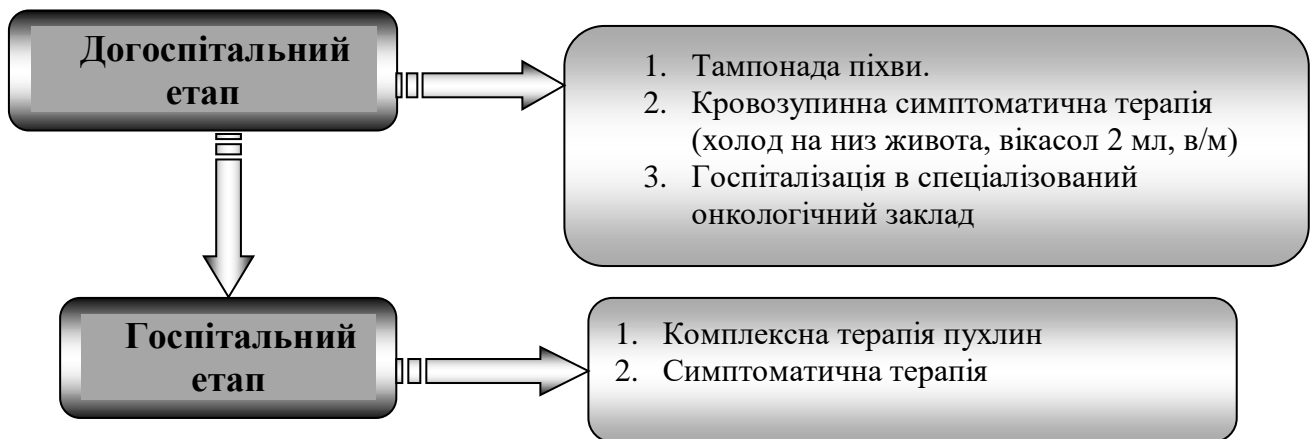 Догоспітальний
етап
1. Тампонада піхви.
2. Кровозупинна симптоматична терапія
(холод на низ живота, вікасол 2 мл, в/м)
3. Госпіталізація в спеціалізований
онкологічний заклад
Госпітальний
етап
1. Комплексна терапія пухлин
2. Симптоматична терапія